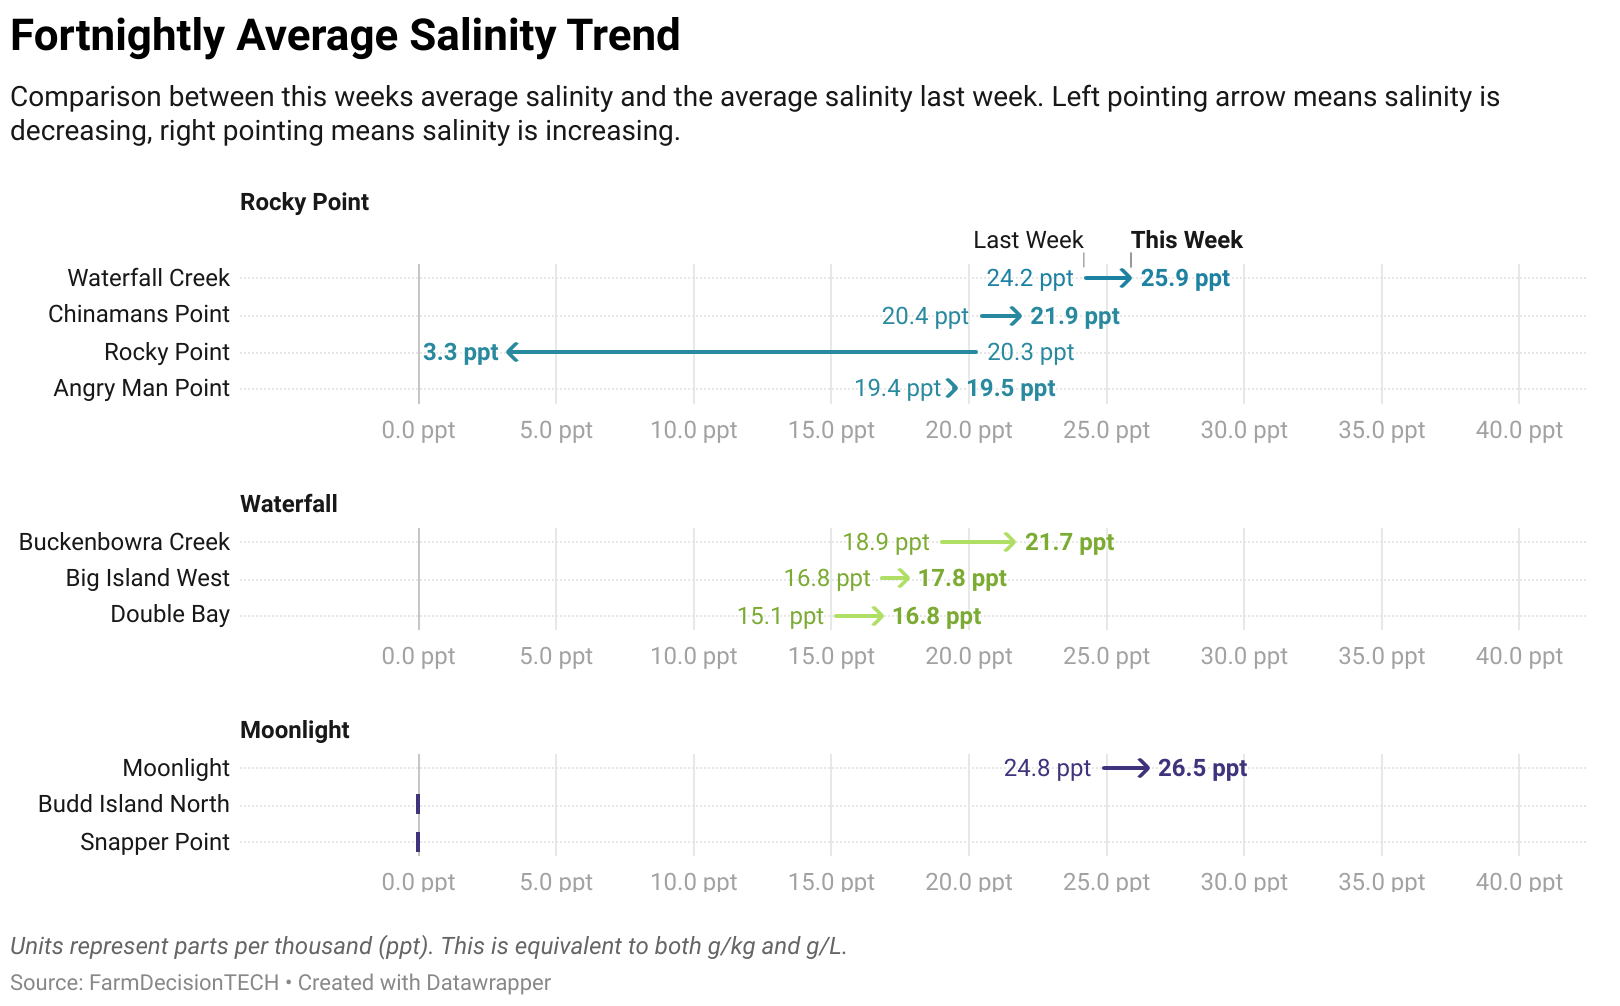 Fortnightly Average Salinity Trend
Comparison between this weeks average salinity and the average salinity last week. Left pointing arrow means salinity is
decreasing, right pointing means salinity is increasing.
Rocky Point
Last Week This Week
Waterfall Creek 24.2 ppt 25.9 ppt
Chinamans Point 20.4 ppt 21.9 ppt
Rocky Point 3.3 ppt 20.3 ppt
Angry Man Point 19.4 ppt 19.5 ppt
0.0 ppt 5.0 ppt 10.0 ppt 15.0 ppt 20.0 ppt 25.0 ppt 30.0 ppt 35.0 ppt 40.0 ppt
Waterfall
Buckenbowra Creek 18.9 ppt 21.7 ppt
Big Island West 16.8 ppt 17.8 ppt
Double Bay 15.1 ppt 16.8 ppt
0.0 ppt 5.0 ppt 10.0 ppt 15.0 ppt 20.0 ppt 25.0 ppt 30.0 ppt 35.0 ppt 40.0 ppt
Moonlight
Moonlight 24.8 ppt 26.5 ppt
Budd Island North
Snapper Point
0.0 ppt 5.0 ppt 10.0 ppt 15.0 ppt 20.0 ppt 25.0 ppt 30.0 ppt 35.0 ppt 40.0 ppt
Units represent parts per thousand (ppt). This is equivalent to both g/kg and g/L.
Source: FarmDecisionTECH • Created with Datawrapper